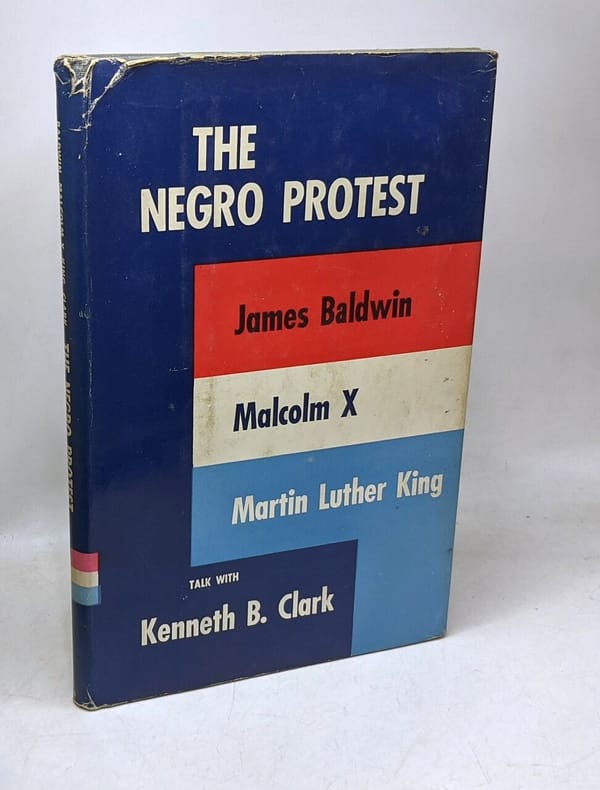 THE
NEGRO PROTEST
James Baldwin
Malcolm X
Martin Luther King
TALK WITH
Kenneth B. Clark
THE NEGRO PROTEST